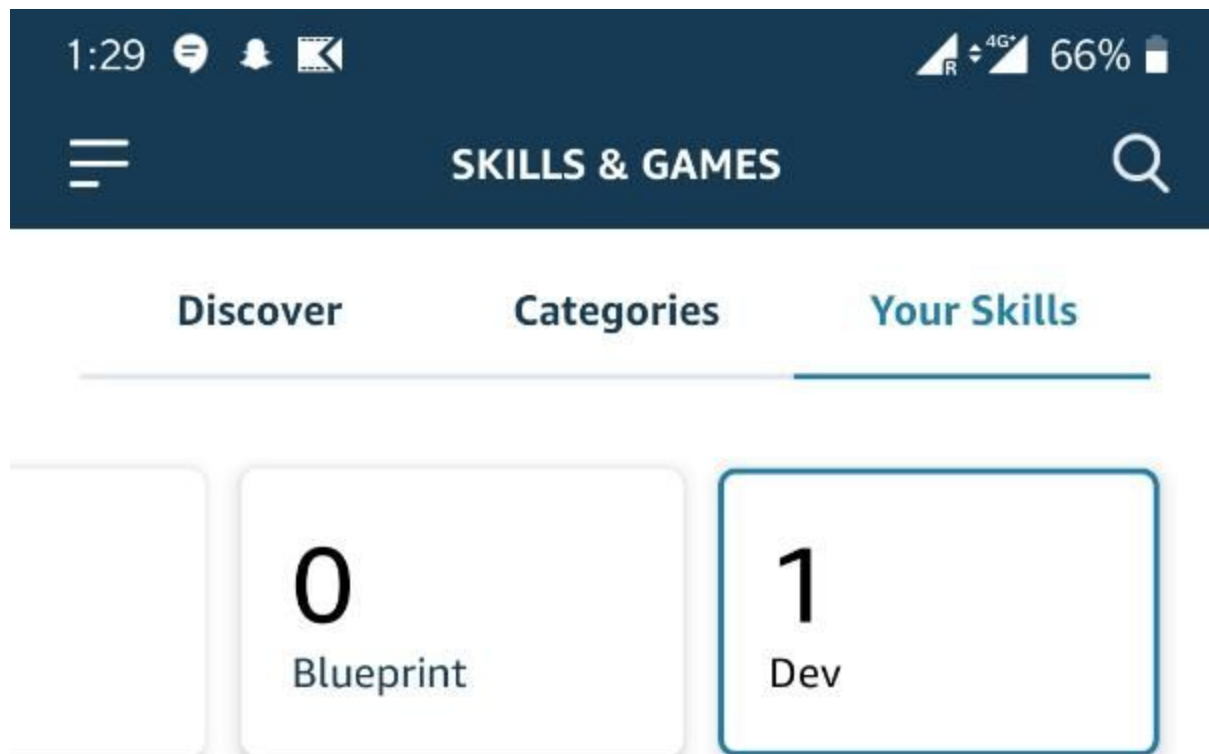 1:29 R 4G+ 66%
SKILLS & GAMES
Discover Categories Your Skills
0 1
Blueprint Dev